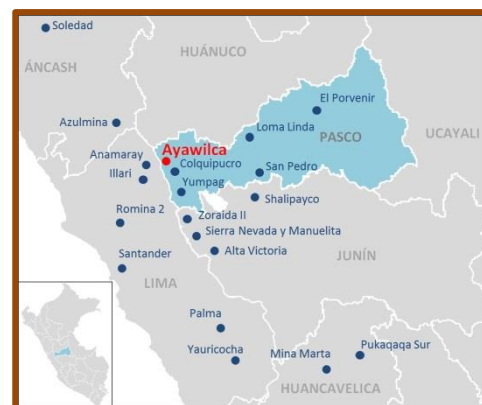 Soledad
HUÁNUCO
ÁNCASH
El Porvenir
Azulmina
Loma Linda
PASCO
UCAYALI
Ayawilca
Anamaray
Colquipucro
San Pedro
Illari
Yumpag
Shalipayco
Romina 2
Zoraida II
Sierra Nevada y Manuelita
Santander
Alta Victoria
JUNÍN
LIMA
Palma
Yauricocha
Mina Marta
Pukaqaqa Sur
HUANCAVELICA